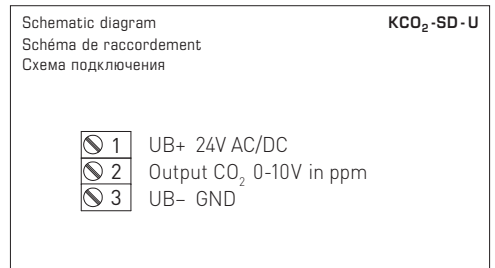 Schematic diagram KCO₂-SD-U
Schéma de raccordement
Схема подключения
1 UB+ 24V AC/DC
2 Output CO₂ 0-10V in ppm
3 UB– GND